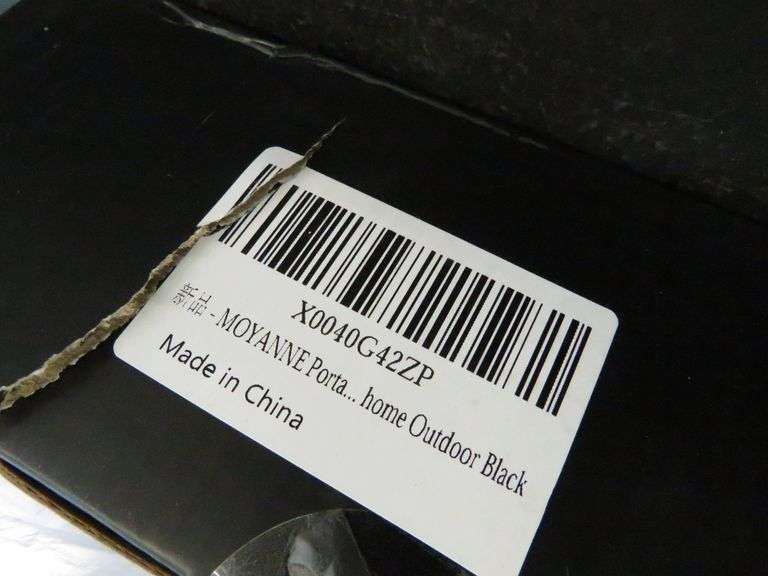 X0040G42ZP
新品 - MOYANNE Porta... home Outdoor Black
Made in China